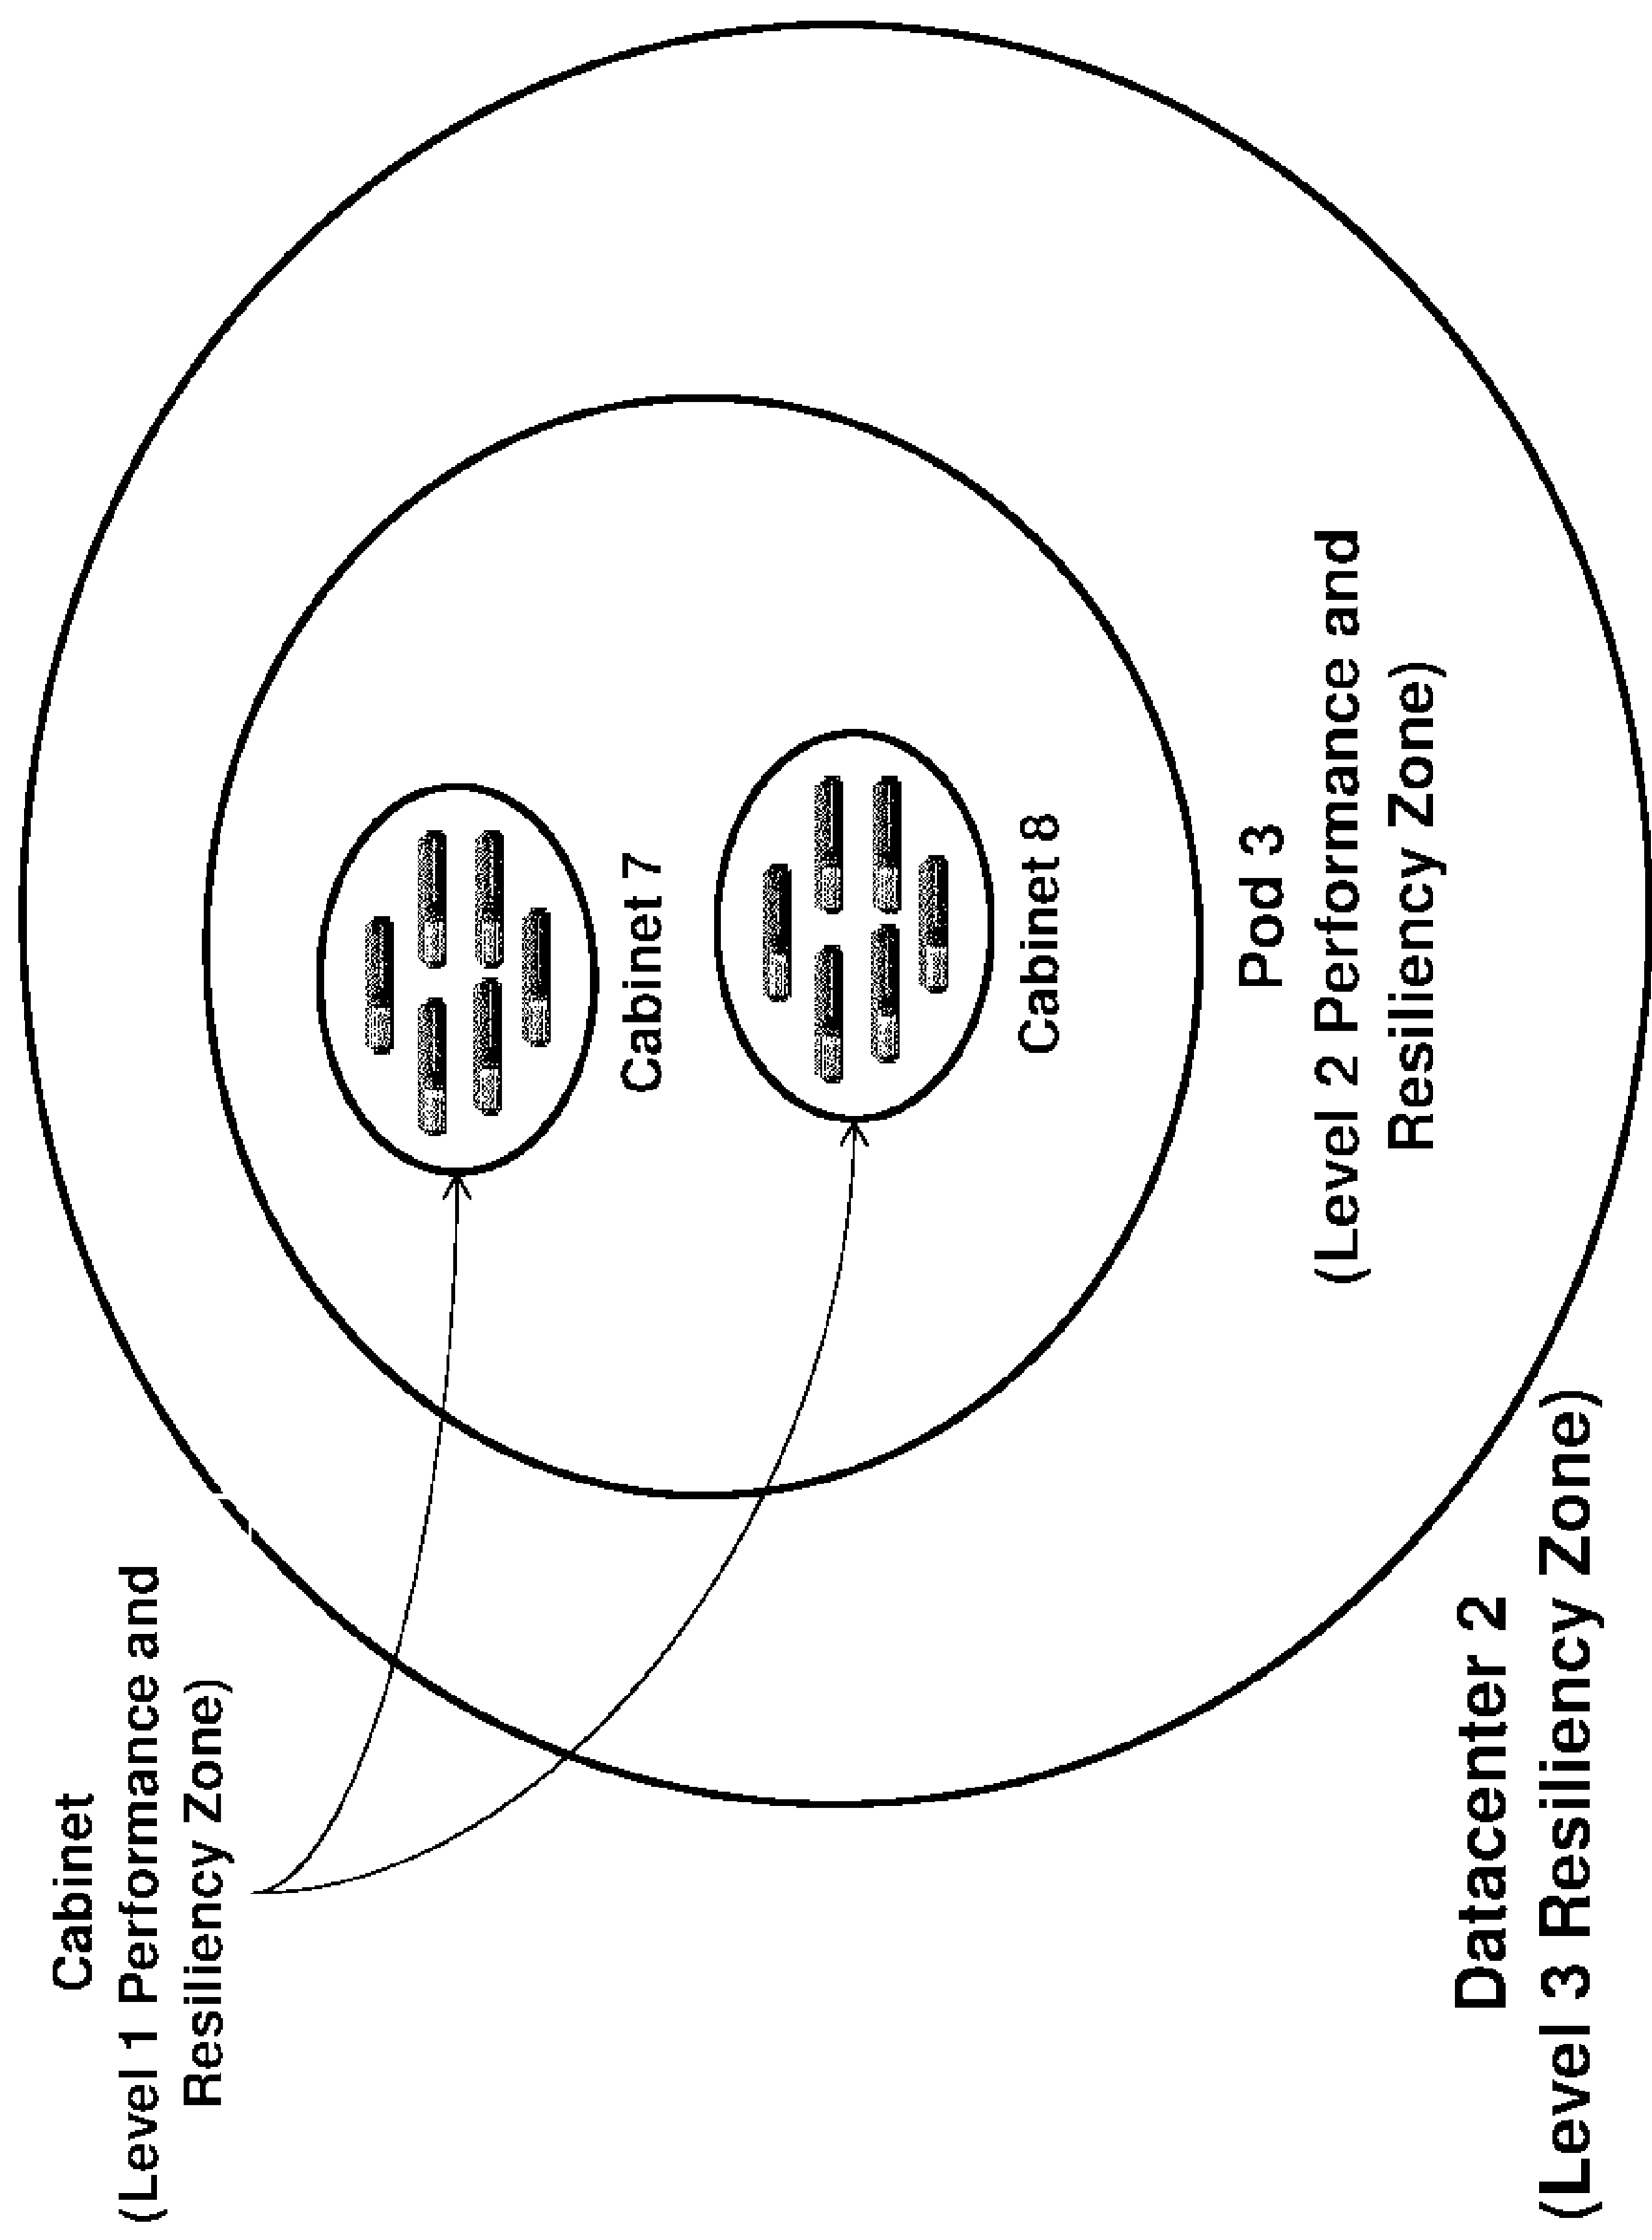 Cabinet
(Level 1 Performance and
Resiliency Zone)
Cabinet 7
Cabinet 8
Pod 3
(Level 2 Performance and
Resiliency Zone)
Datacenter 2
(Level 3 Resiliency Zone)